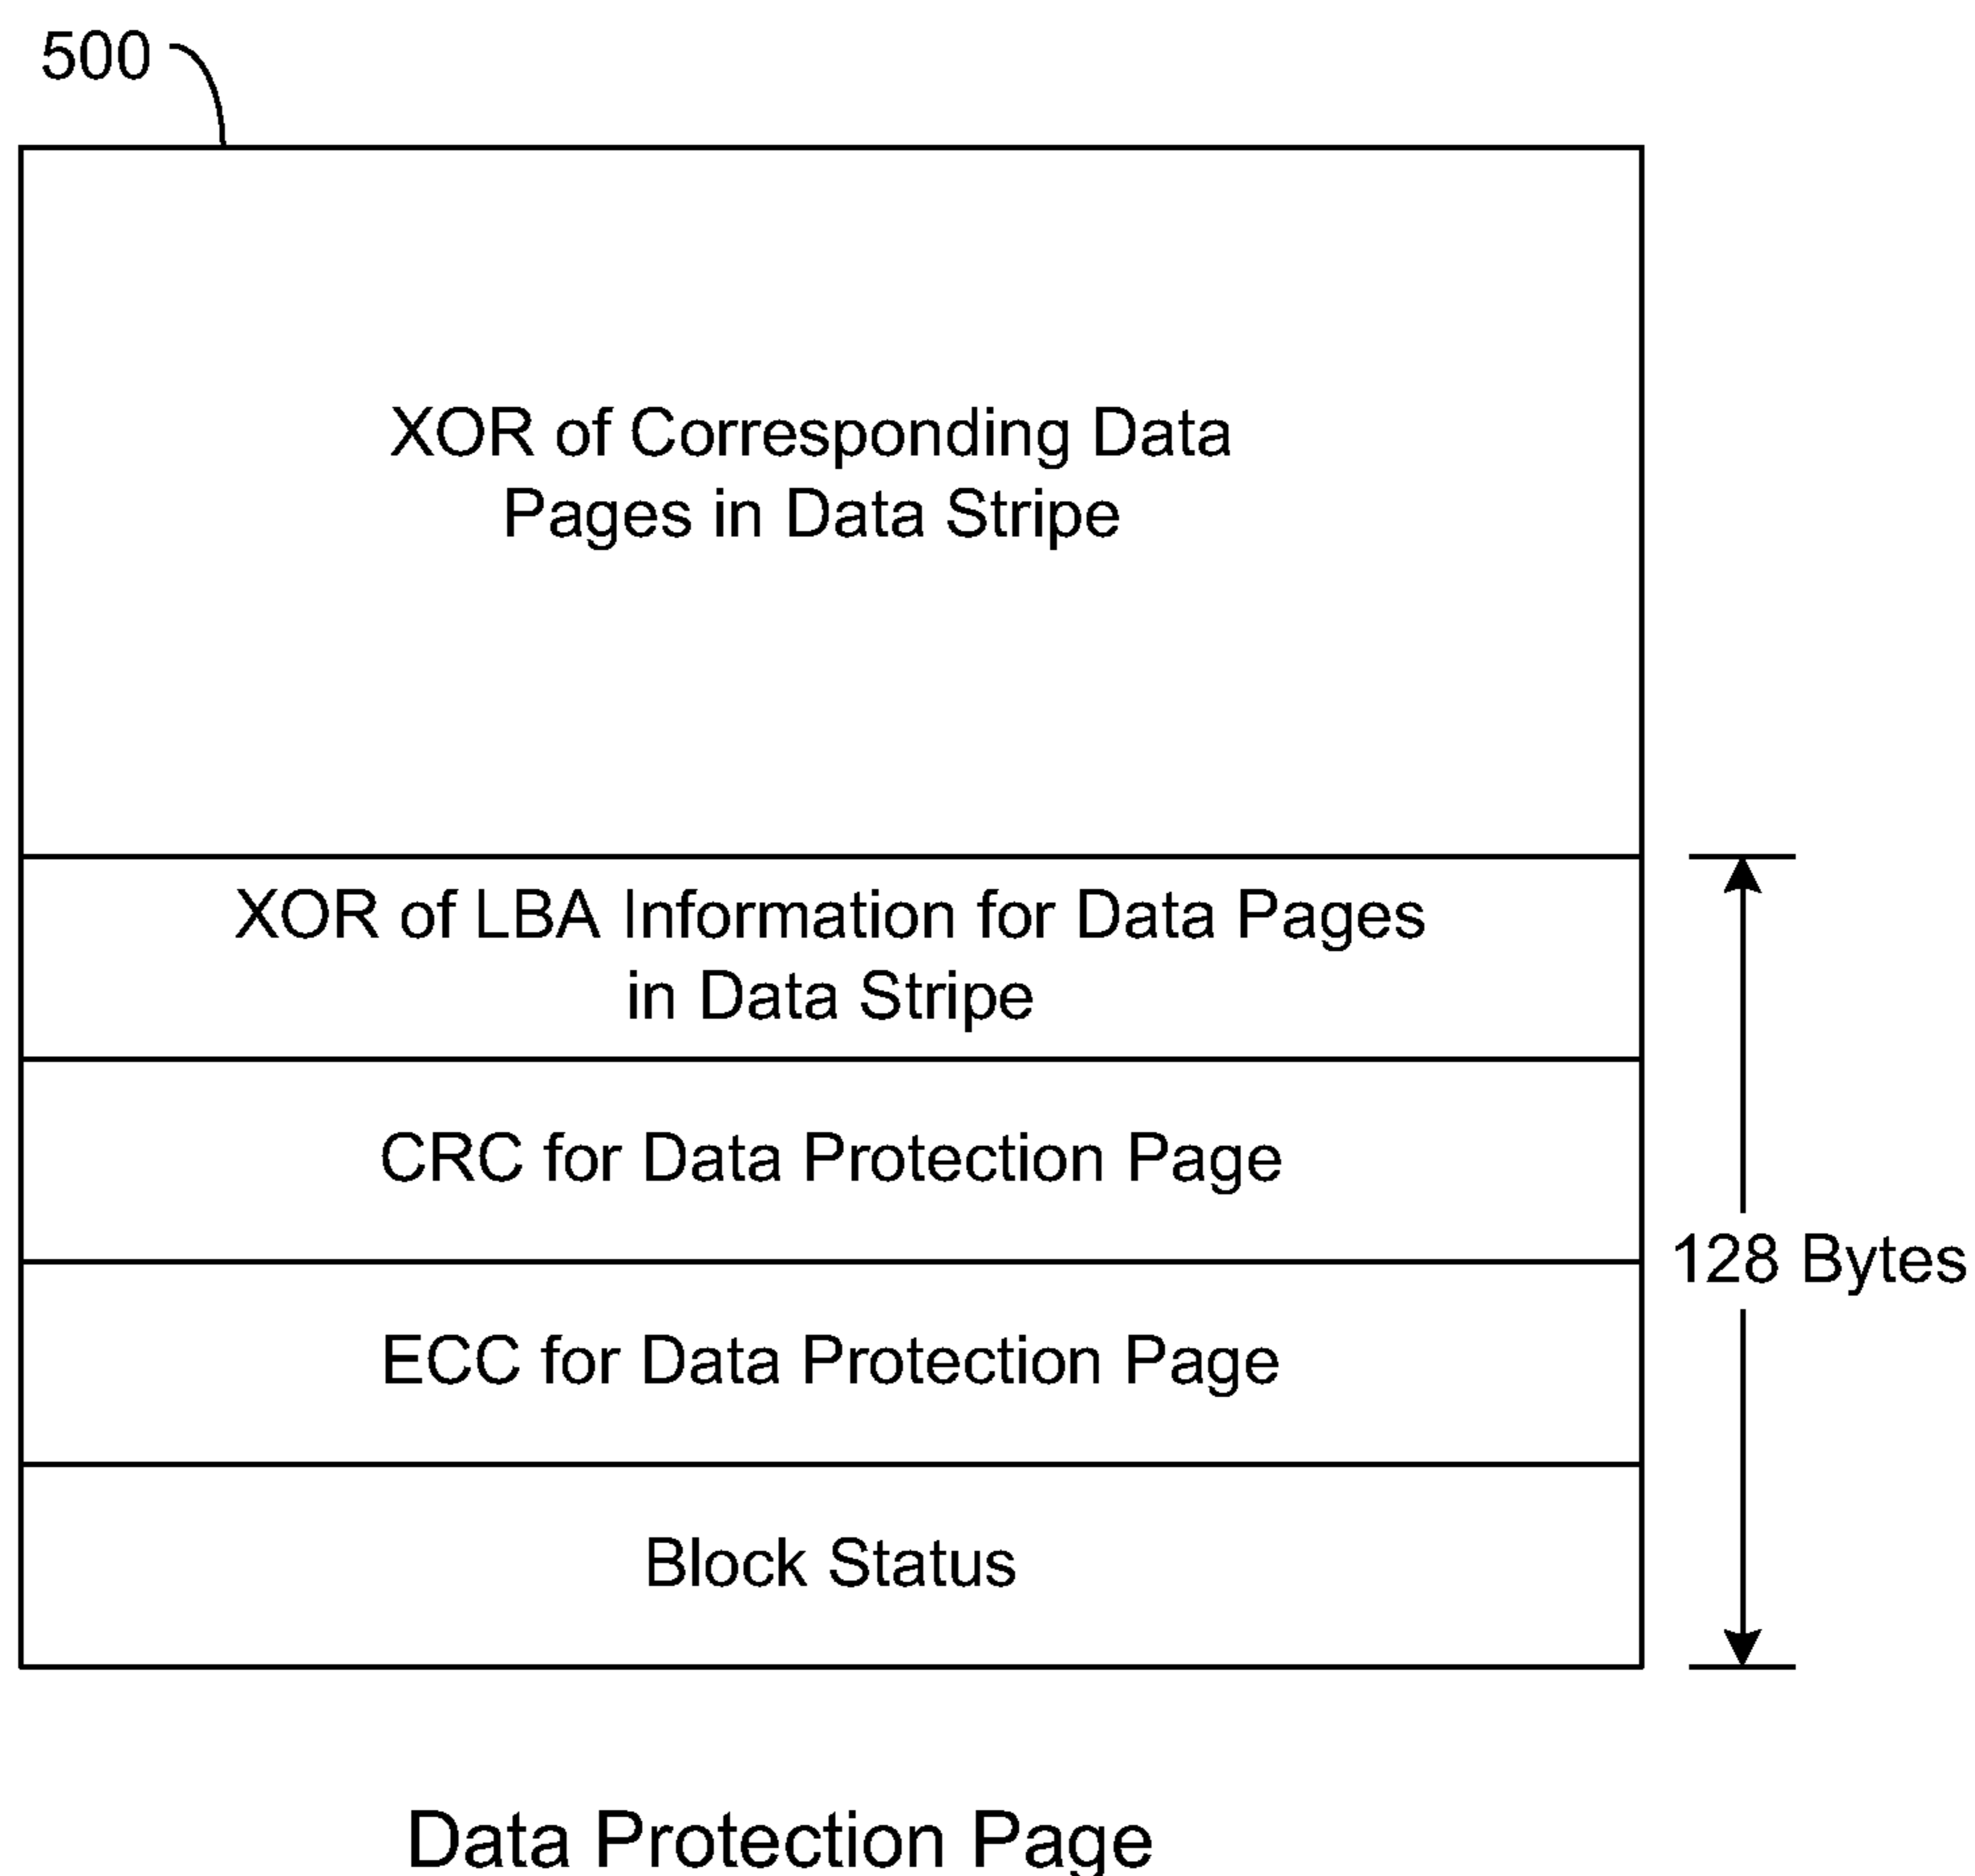 500
XOR of Corresponding Data
Pages in Data Stripe
XOR of LBA Information for Data Pages
in Data Stripe
CRC for Data Protection Page
128 Bytes
ECC for Data Protection Page
Block Status
Data Protection Page